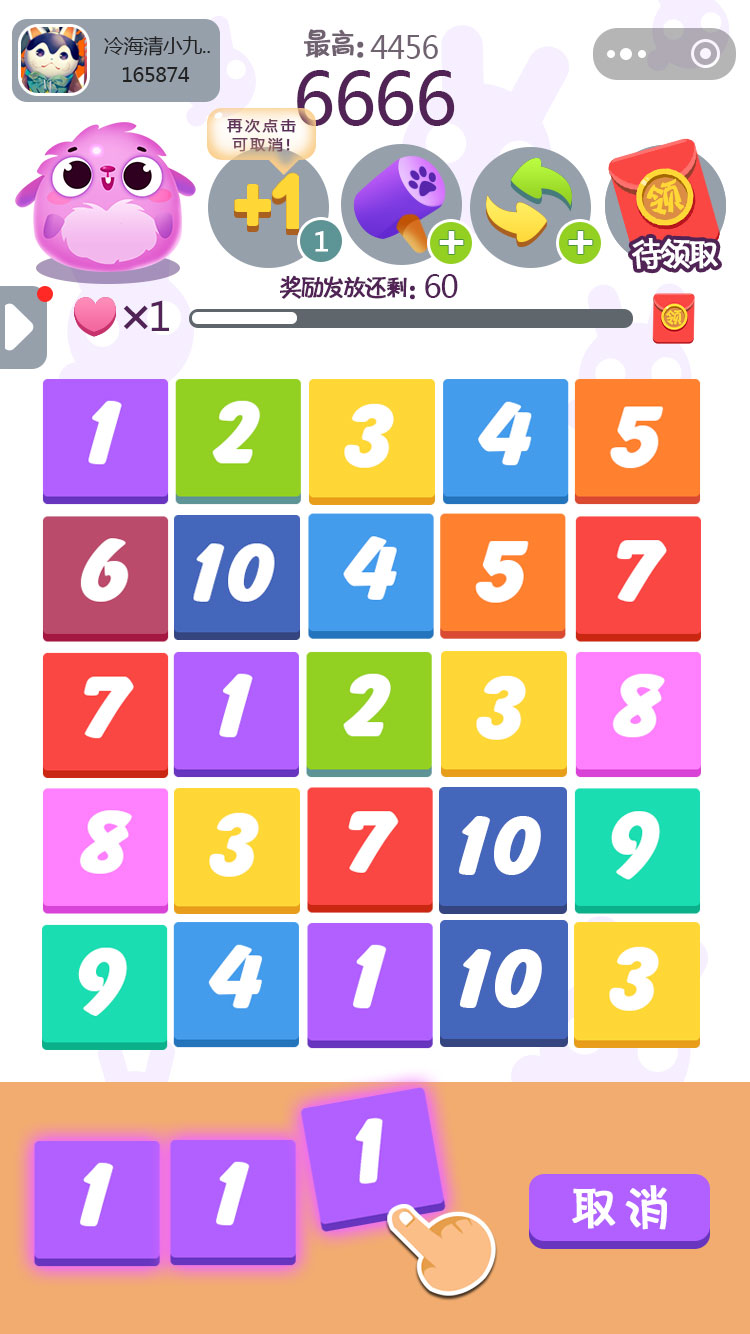 冷海清小九..
165874
最高: 4456
6666
再次点击
可取消!
+1
1
领
待领取
奖励发放还剩: 60
×1
领
1 2 3 4 5
6 10 4 5 7
7 1 2 3 8
8 3 7 10 9
9 4 1 10 3
1 1 1
取消